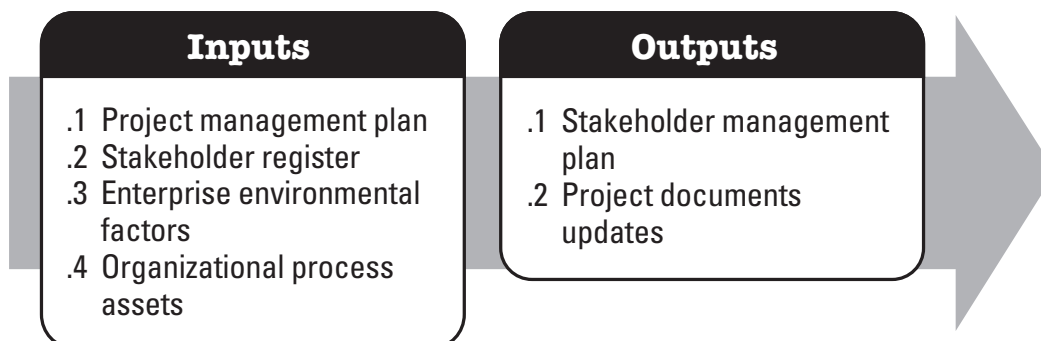 Inputs
.1 Project management plan
.2 Stakeholder register
.3 Enterprise environmental
factors
.4 Organizational process
assets
Outputs
.1 Stakeholder management
plan
.2 Project documents
updates